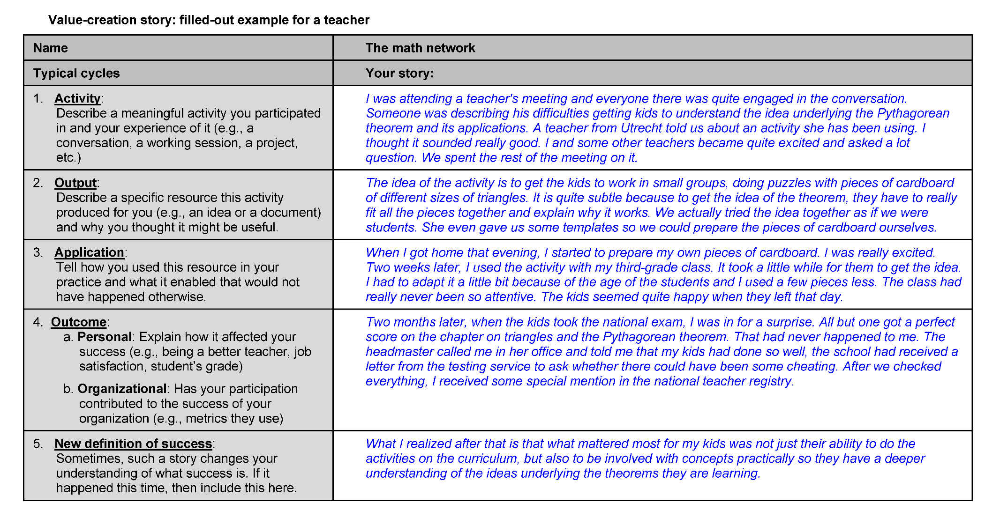 Value-creation story: filled-out example for a teacher
Name
The math network
Typical cycles
Your story:
1. Activity:
Describe a meaningful activity you participated
in and your experience of it (e.g., a
conversation, a working session, a project,
etc.)
I was attending a teacher's meeting and everyone there was quite engaged in the conversation.
Someone was describing his difficulties getting kids to understand the idea underlying the Pythagorean
theorem and its applications. A teacher from Utrecht told us about an activity she has been using. I
thought it sounded really good. I and some other teachers became quite excited and asked a lot
question. We spent the rest of the meeting on it.
2. Output:
Describe a specific resource this activity
produced for you (e.g., an idea or a document)
and why you thought it might be useful.
The idea of the activity is to get the kids to work in small groups, doing puzzles with pieces of cardboard
of different sizes of triangles. It is quite subtle because to get the idea of the theorem, they have to really
fit all the pieces together and explain why it works. We actually tried the idea together as if we were
students. She even gave us some templates so we could prepare the pieces of cardboard ourselves.
3. Application:
Tell how you used this resource in your
practice and what it enabled that would not
have happened otherwise.
When I got home that evening, I started to prepare my own pieces of cardboard. I was really excited.
Two weeks later, I used the activity with my third-grade class. It took a little while for them to get the idea.
I had to adapt it a little bit because of the age of the students and I used a few pieces less. The class had
really never been so attentive. The kids seemed quite happy when they left that day.
4. Outcome:
a. Personal: Explain how it affected your
success (e.g., being a better teacher, job
satisfaction, student’s grade)
b. Organizational: Has your participation
contributed to the success of your
organization (e.g., metrics they use)
Two months later, when the kids took the national exam, I was in for a surprise. All but one got a perfect
score on the chapter on triangles and the Pythagorean theorem. That had never happened to me. The
headmaster called me in her office and told me that my kids had done so well, the school had received a
letter from the testing service to ask whether there could have been some cheating. After we checked
everything, I received some special mention in the national teacher registry.
5. New definition of success:
Sometimes, such a story changes your
understanding of what success is. If it
happened this time, then include this here.
What I realized after that is that what mattered most for my kids was not just their ability to do the
activities on the curriculum, but also to be involved with concepts practically so they have a deeper
understanding of the ideas underlying the theorems they are learning.